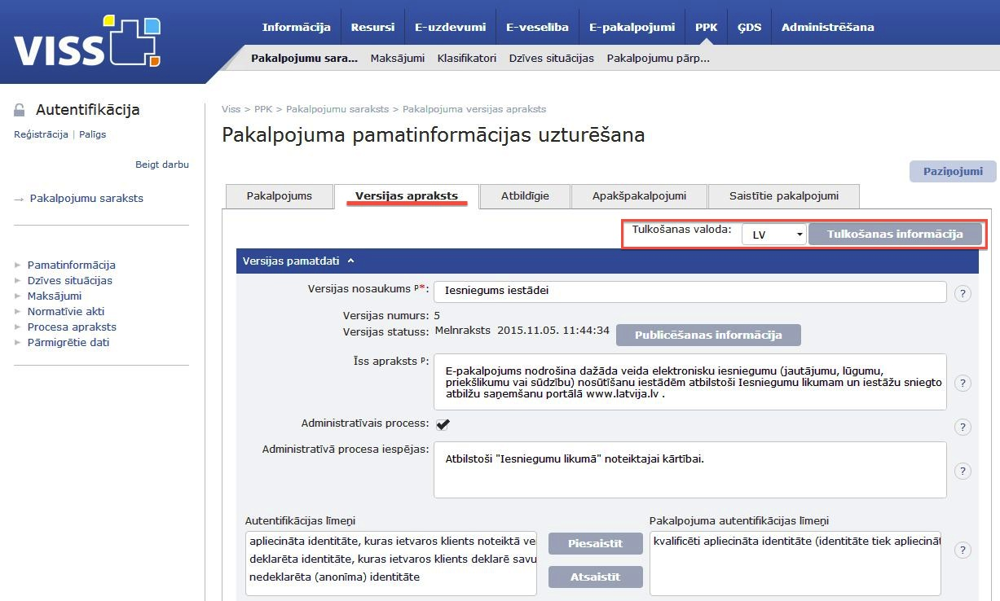 VISS
Informācija Resursi E-uzdevumi E-veselība E-pakalpojumi PPK ĢDS Administrēšana
Pakalpojumu sara... Maksājumi Klasifikatori Dzīves situācijas Pakalpojumu pārp...
Autentifikācija
Reģistrācija | Palīgs
Beigt darbu
→ Pakalpojumu saraksts
Pamatinformācija
Dzīves situācijas
Maksājumi
Normatīvie akti
Procesa apraksts
Pārmigrētie dati
Viss > PPK > Pakalpojumu saraksts > Pakalpojuma versijas apraksts
Pakalpojuma pamatinformācijas uzturēšana
Paziņojumi
Pakalpojums Versijas apraksts Atbildīgie Apakšpakalpojumi Saistītie pakalpojumi
Tulkošanas valoda: LV Tulkošanas informācija
Versijas pamatdati
Versijas nosaukums P*: Iesniegums iestādei ?
Versijas numurs: 5
Versijas statuss: Melnraksts 2015.11.05. 11:44:34 Publicēšanas informācija
Īss apraksts P: E-pakalpojums nodrošina dažāda veida elektronisku iesniegumu (jautājumu, lūgumu,
priekšlikumu vai sūdzību) nosūtīšanu iestādēm atbilstoši Iesniegumu likumam un iestāžu sniegto ?
atbilžu saņemšanu portālā www.latvija.lv .
Administratīvais process: ?
Administratīvā procesa iespējas: Atbilstoši "Iesniegumu likumā" noteiktajai kārtībai. ?
Autentifikācijas līmeņi Pakalpojuma autentifikācijas līmeņi
apliecināta identitāte, kuras ietvaros klients noteiktā ve Piesaistīt kvalificēti apliecināta identitāte (identitāte tiek apliecināt ?
deklarēta identitāte, kuras ietvaros klients deklarē savu
nedeklarēta (anonīma) identitāte Atsaistīt